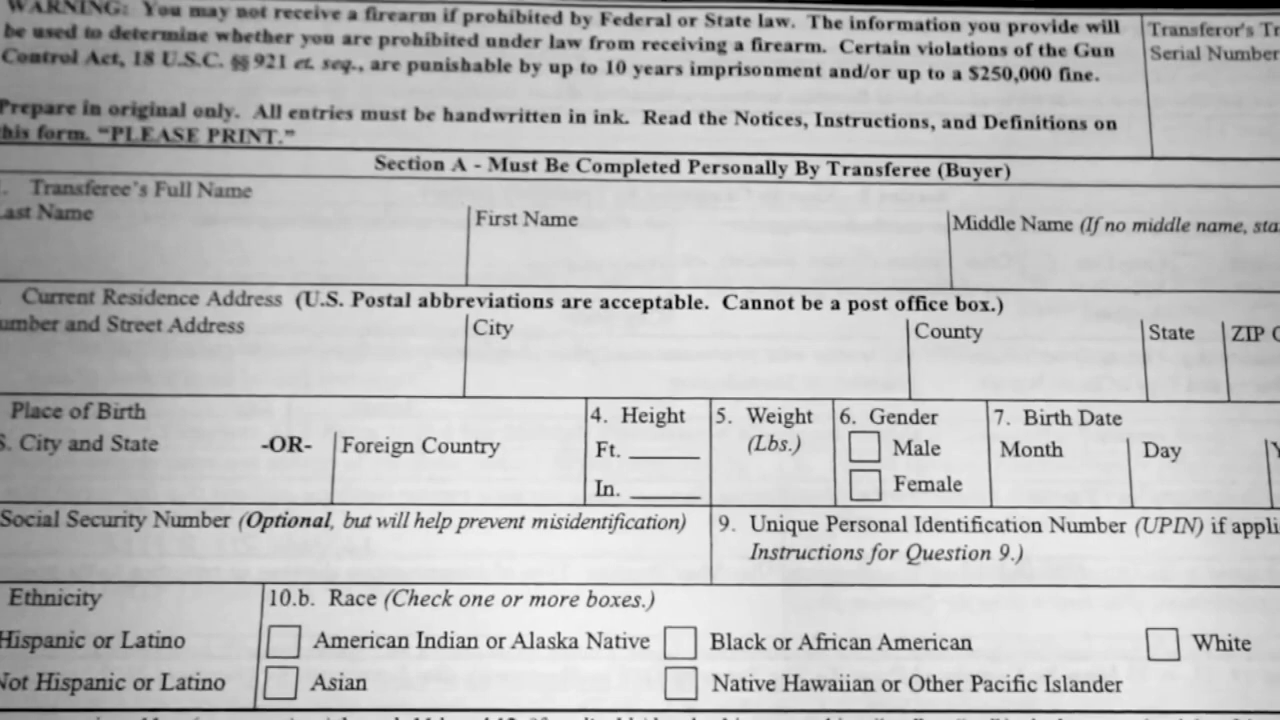 WARNING: You may not receive a firearm if prohibited by Federal or State law. The information you provide will
be used to determine whether you are prohibited under law from receiving a firearm. Certain violations of the Gun
Control Act, 18 U.S.C. §§ 921 et. seq., are punishable by up to 10 years imprisonment and/or up to a $250,000 fine.
Transferor's Tr
Serial Number
Prepare in original only. All entries must be handwritten in ink. Read the Notices, Instructions, and Definitions on
his form. "PLEASE PRINT."
Section A - Must Be Completed Personally By Transferee (Buyer)
. Transferee's Full Name
Last Name First Name Middle Name (If no middle name, sta
Current Residence Address (U.S. Postal abbreviations are acceptable. Cannot be a post office box.)
umber and Street Address City County State ZIP C
Place of Birth 4. Height 5. Weight 6. Gender 7. Birth Date
S. City and State -OR- Foreign Country Ft. (Lbs.) Male Month Day Y
In. Female
Social Security Number (Optional, but will help prevent misidentification) 9. Unique Personal Identification Number (UPIN) if appli
Instructions for Question 9.)
Ethnicity 10.b. Race (Check one or more boxes.)
Hispanic or Latino American Indian or Alaska Native Black or African American White
Not Hispanic or Latino Asian Native Hawaiian or Other Pacific Islander